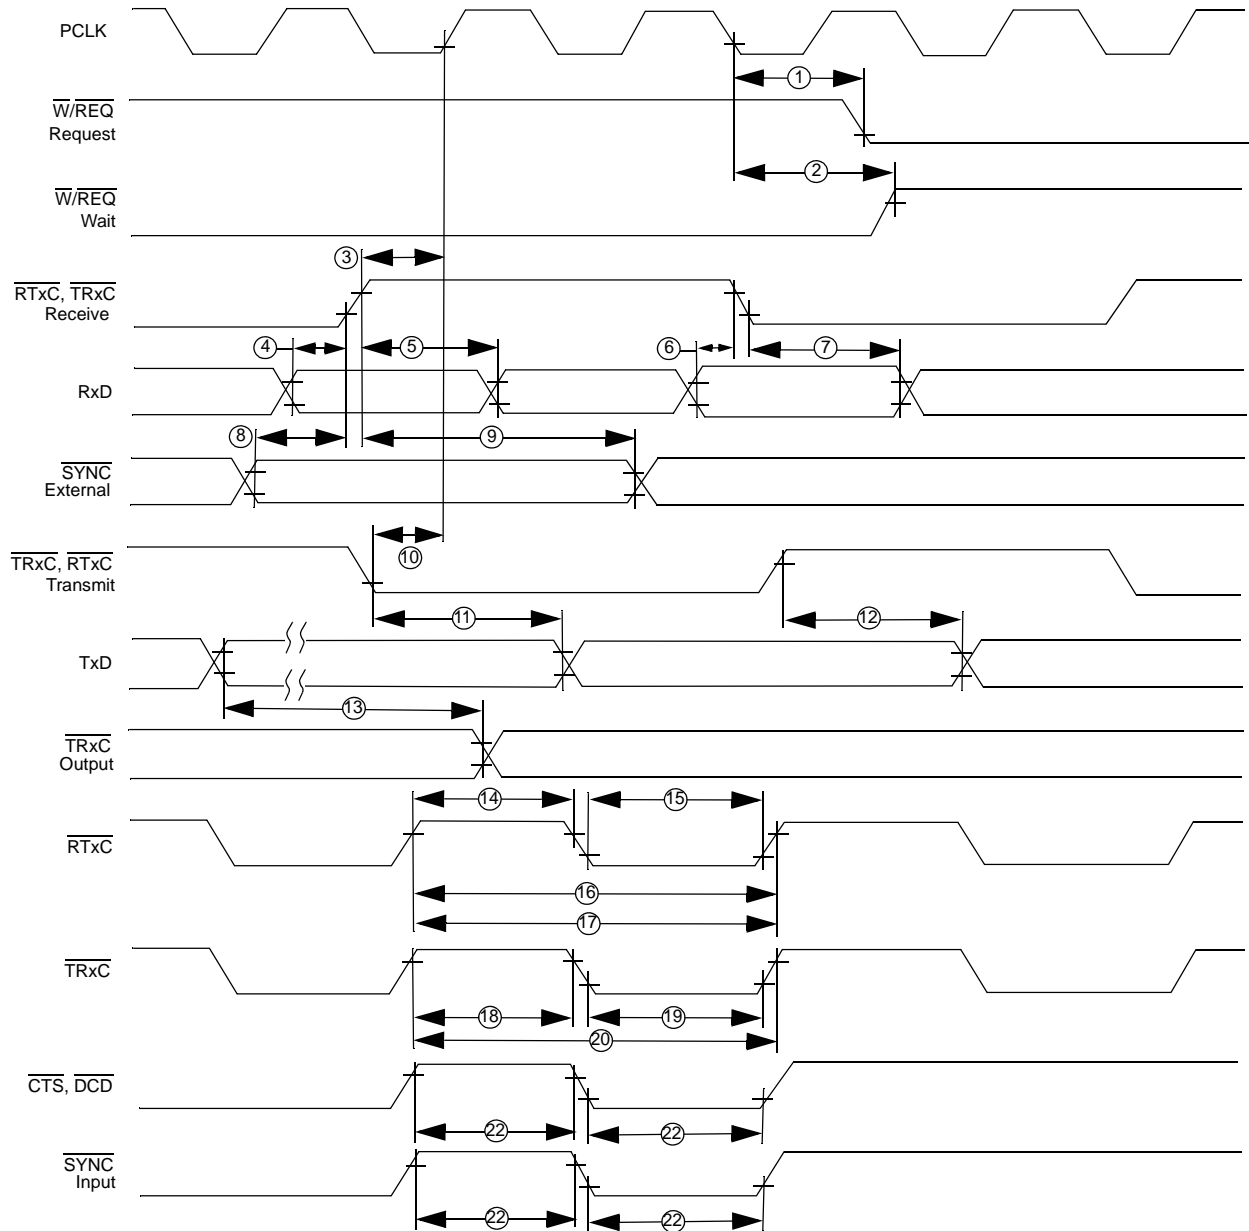 PCLK
1
W/REQ
Request
2
W/REQ
Wait
3
RTxC, TRxC
Receive
4
5
6
7
RxD
8
9
SYNC
External
10
TRxC, RTxC
Transmit
11
12
TxD
13
TRxC
Output
14
15
RTxC
16
17
TRxC
18
19
20
CTS, DCD
22
22
SYNC
Input
22
22